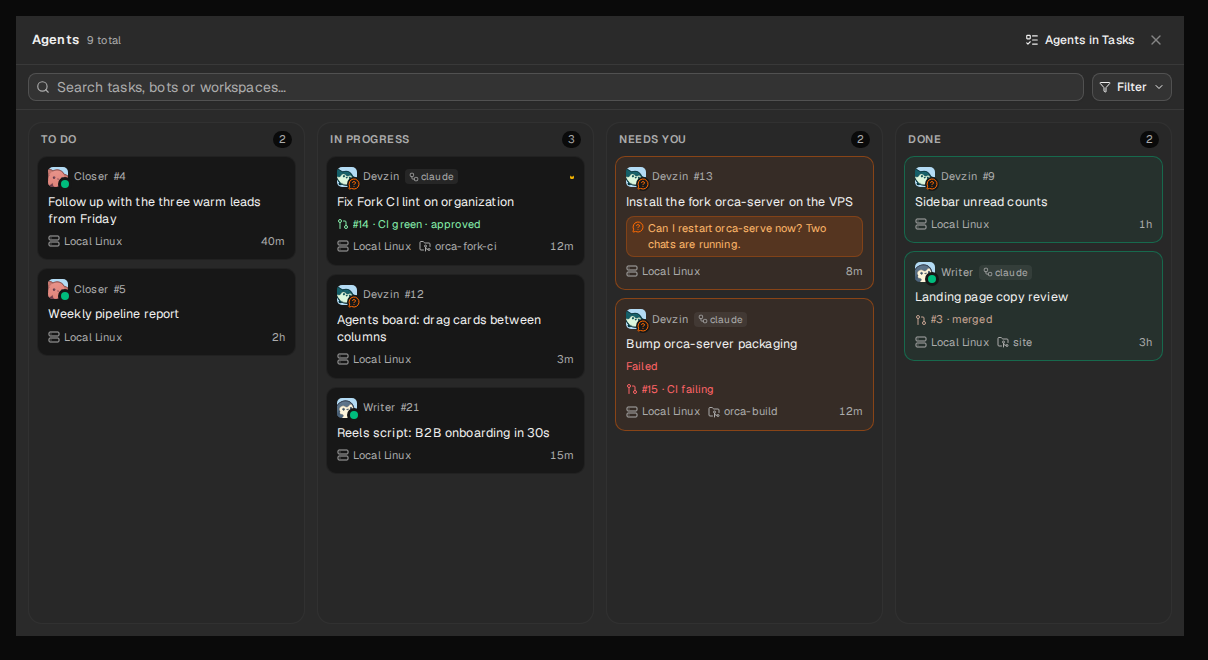 Agents 9 total
Agents in Tasks
Search tasks, bots or workspaces...
Filter
TO DO 2
Closer #4
Follow up with the three warm leads
from Friday
Local Linux 40m
Closer #5
Weekly pipeline report
Local Linux 2h
IN PROGRESS 3
Devzin claude
Fix Fork CI lint on organization
#14 · CI green · approved
Local Linux orca-fork-ci 12m
Devzin #12
Agents board: drag cards between
columns
Local Linux 3m
Writer #21
Reels script: B2B onboarding in 30s
Local Linux 15m
NEEDS YOU 2
Devzin #13
Install the fork orca-server on the VPS
Can I restart orca-serve now? Two
chats are running.
Local Linux 8m
Devzin claude
Bump orca-server packaging
Failed
#15 · CI failing
Local Linux orca-build 12m
DONE 2
Devzin #9
Sidebar unread counts
Local Linux 1h
Writer claude
Landing page copy review
#3 · merged
Local Linux site 3h